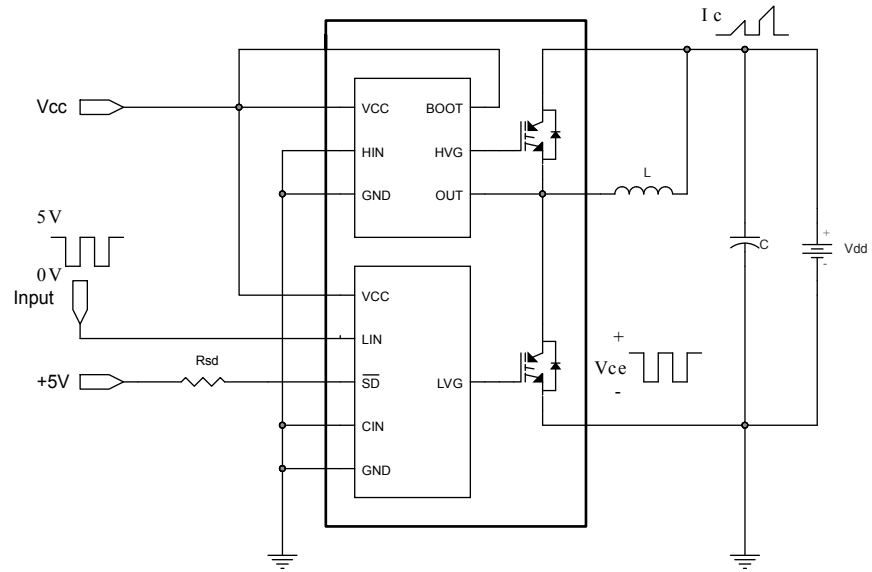 I c
Vcc
VCC BOOT
HIN HVG
GND OUT
L
5V
0V
Input
+5V
Rsd
VCC
LIN
SD LVG
CIN
GND
+
Vce
-
C
+
Vdd
-